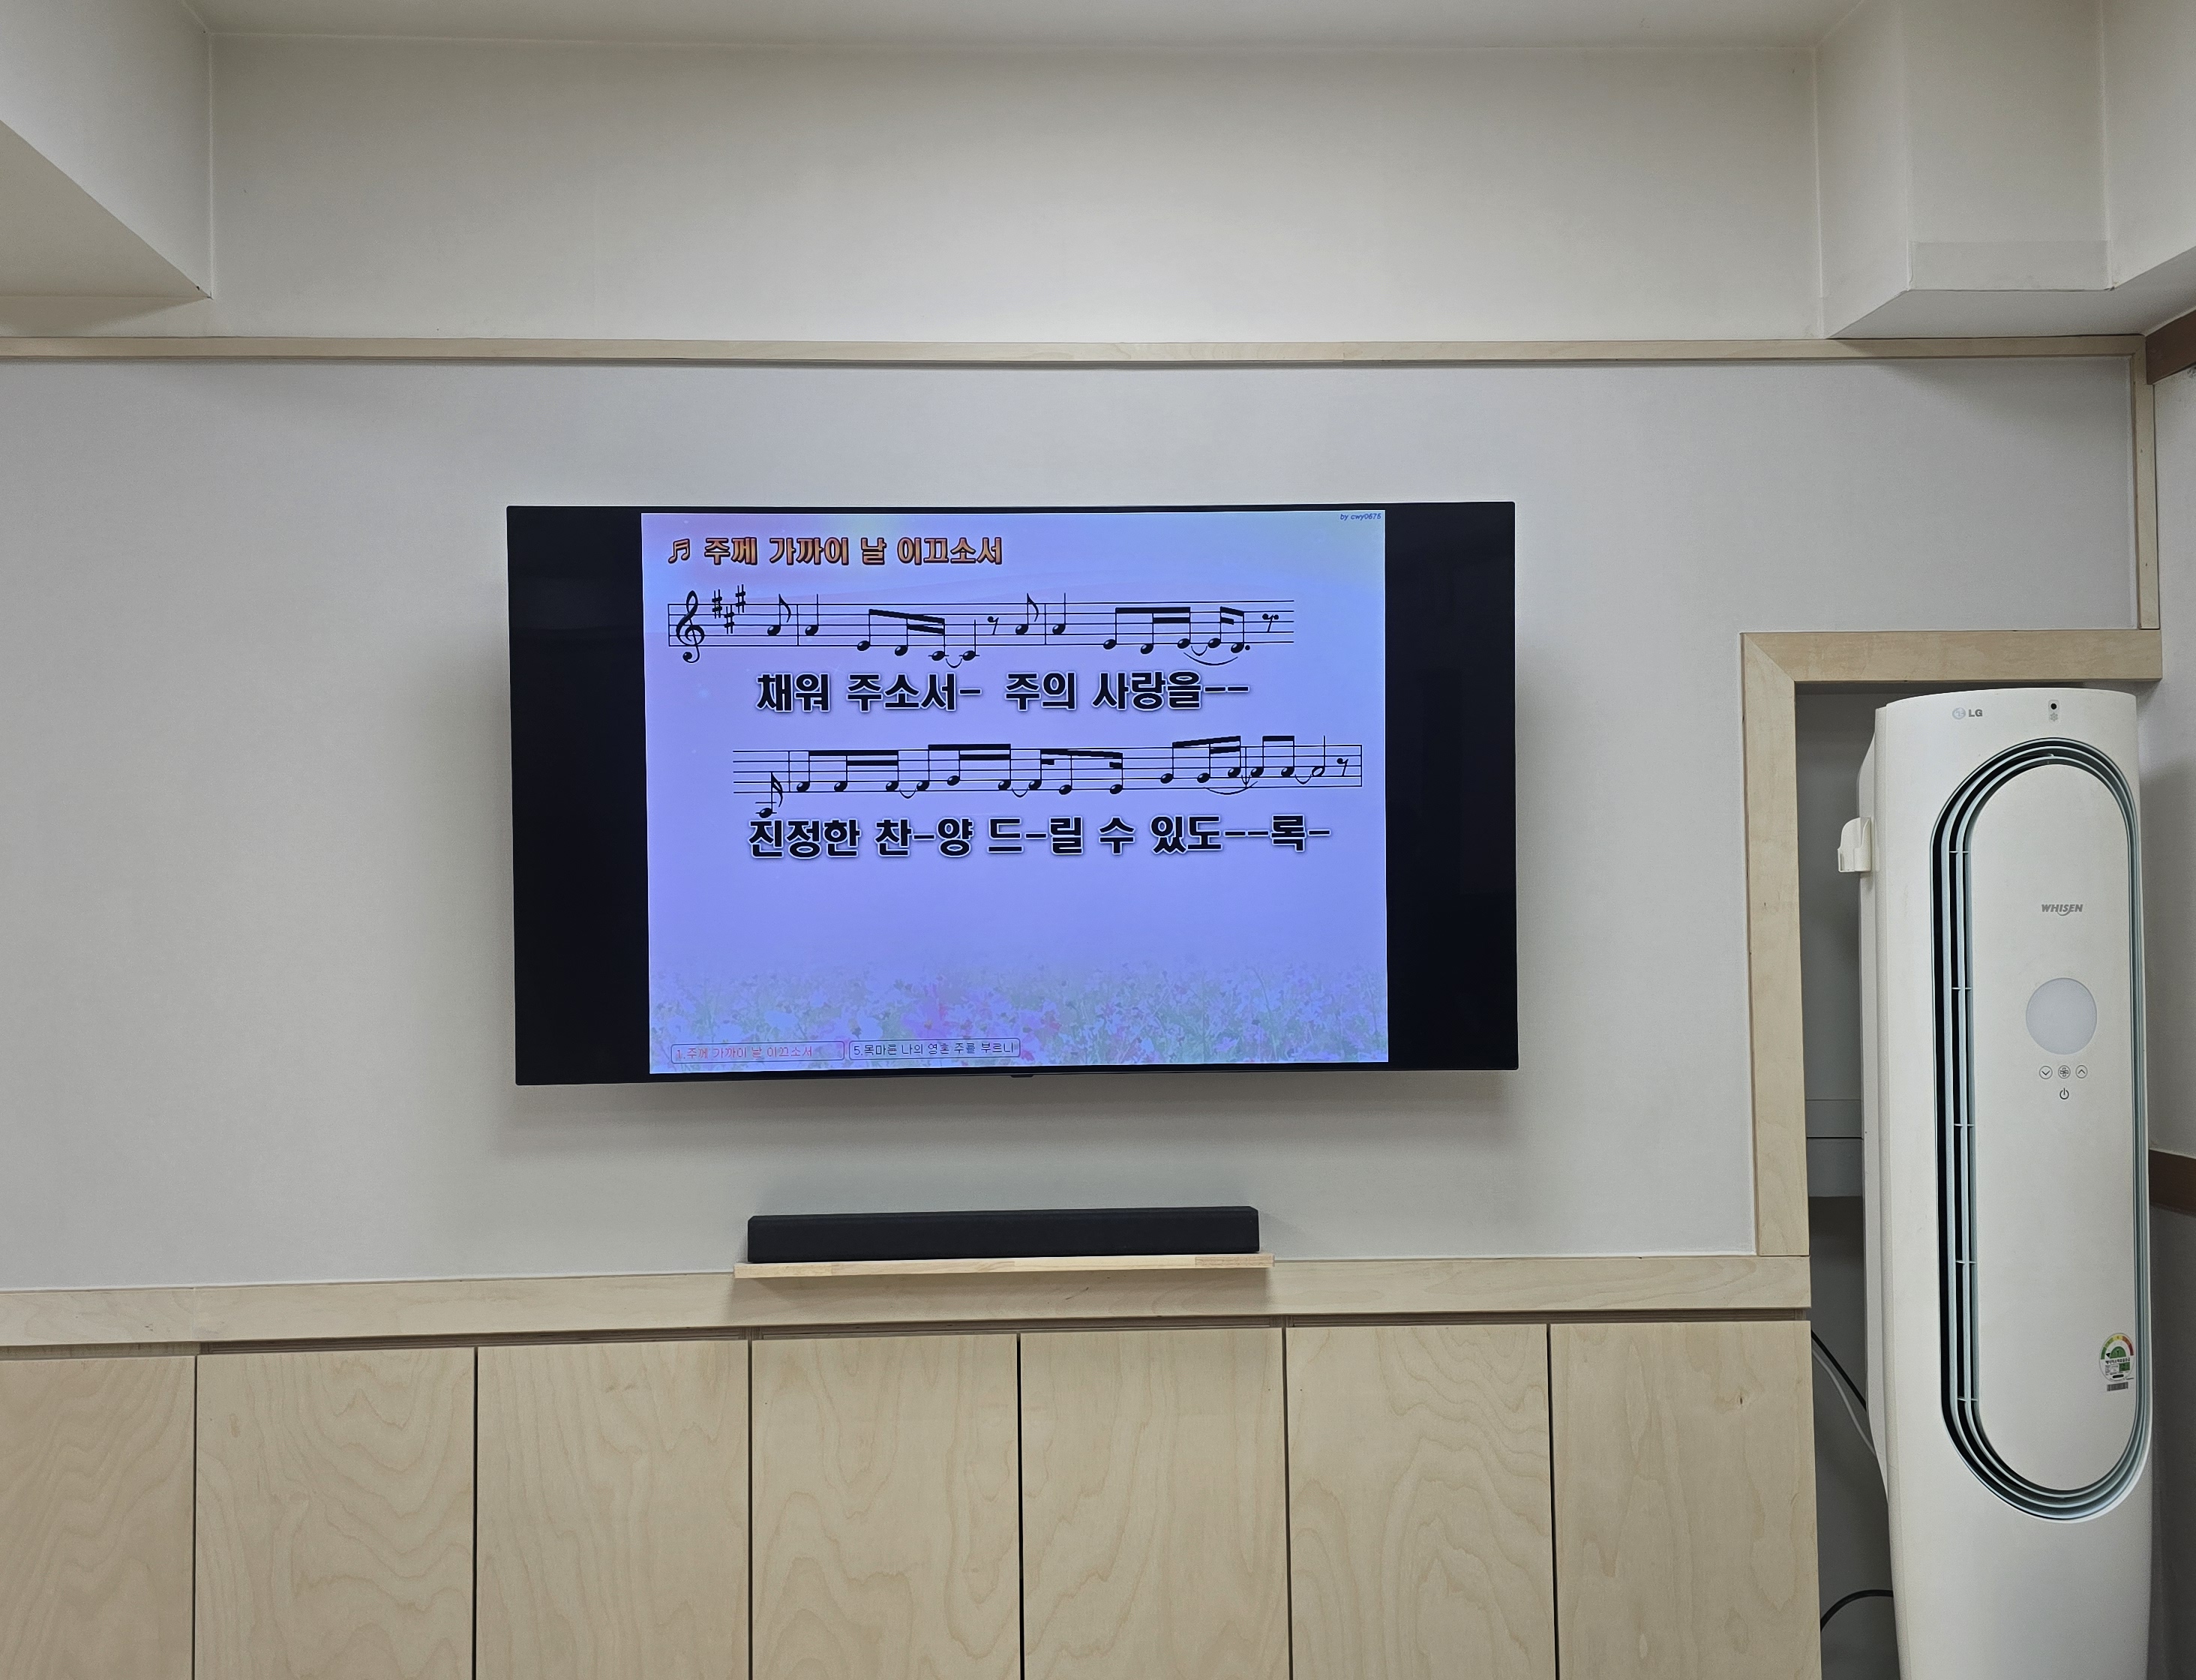 by cwy0675
주께 가까이 날 이끄소서
채워 주소서- 주의 사랑을--
진정한 찬-양 드-릴 수 있도--록-
1.주께 가까이 날 이끄소서
5.목마른 나의 영혼 주를 부르니
LG
WHISEN